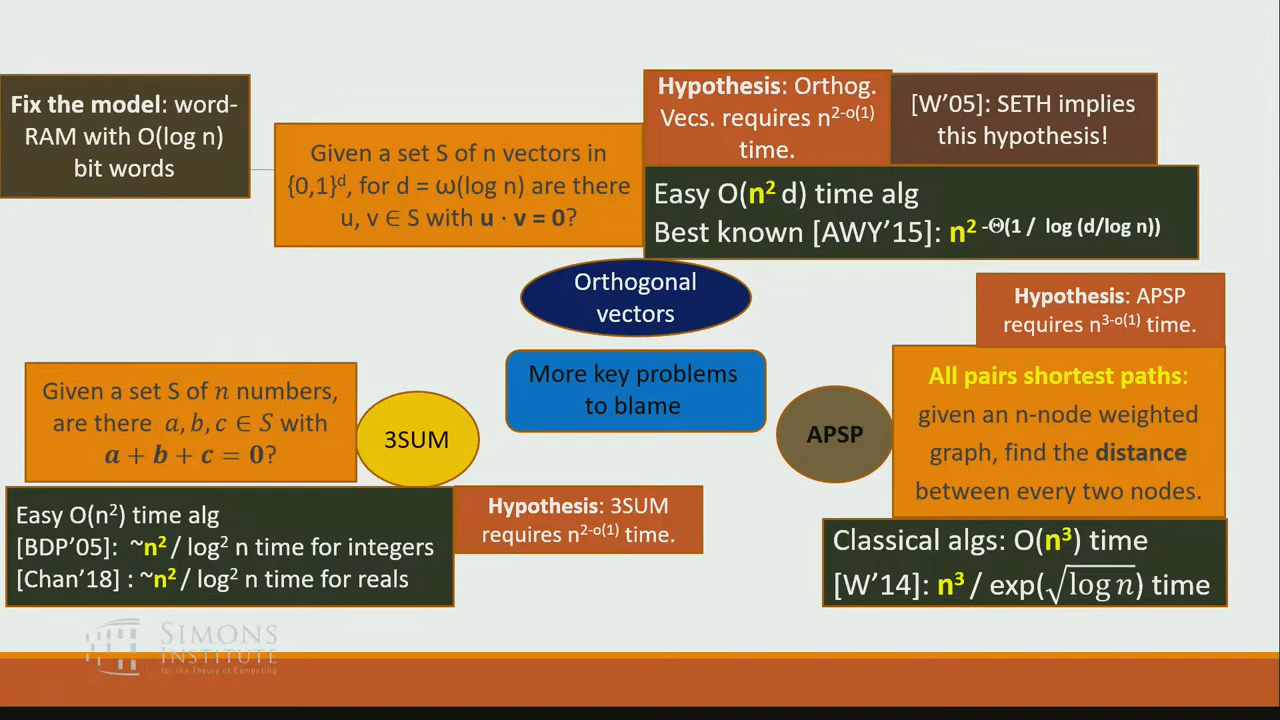 Fix the model: word-
RAM with O(log n)
bit words
Given a set S of n vectors in
{0,1}ᵈ, for d = ω(log n) are there
u, v ∈ S with u · v = 0?
Hypothesis: Orthog.
Vecs. requires n²⁻ᵒ⁽¹⁾
time.
[W’05]: SETH implies
this hypothesis!
Easy O(n² d) time alg
Best known [AWY’15]: n^2 -Θ(1 / log (d/log n))
Orthogonal
vectors
More key problems
to blame
Given a set S of n numbers,
are there a, b, c ∈ S with
a + b + c = 0?
3SUM
Easy O(n²) time alg
[BDP’05]: ~n² / log² n time for integers
[Chan’18] : ~n² / log² n time for reals
Hypothesis: 3SUM
requires n²⁻ᵒ⁽¹⁾ time.
APSP
Hypothesis: APSP
requires n³⁻ᵒ⁽¹⁾ time.
All pairs shortest paths:
given an n-node weighted
graph, find the distance
between every two nodes.
Classical algs: O(n³) time
[W’14]: n³ / exp(√log n) time
SIMONS
INSTITUTE
for the Theory of Computing